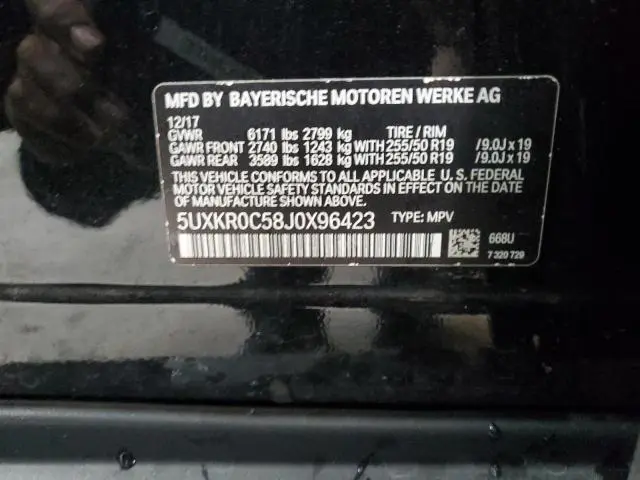 MFD BY BAYERISCHE MOTOREN WERKE AG
12/17
GVWR 6171 lbs 2799 kg TIRE / RIM
GAWR FRONT 2740 lbs 1243 kg WITH 255/50 R19 /9.0J x 19
GAWR REAR 3589 lbs 1628 kg WITH 255/50 R19 /9.0J x 19
THIS VEHICLE CONFORMS TO ALL APPLICABLE U. S. FEDERAL
MOTOR VEHICLE SAFETY STANDARDS IN EFFECT ON THE DATE
OF MANUFACTURE SHOWN ABOVE.
5UXKR0C58J0X96423 TYPE: MPV
668U
7 320 729